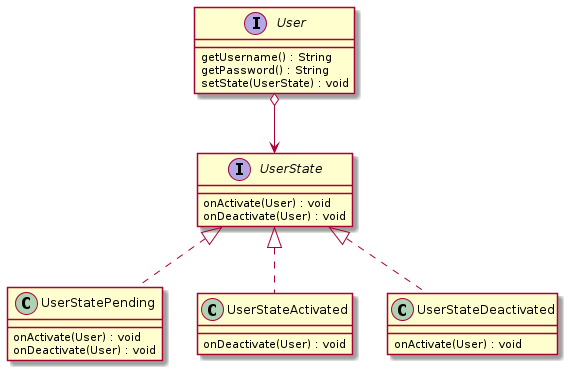 I User
getUsername() : String
getPassword() : String
setState(UserState) : void
I UserState
onActivate(User) : void
onDeactivate(User) : void
C UserStatePending
onActivate(User) : void
onDeactivate(User) : void
C UserStateActivated
onDeactivate(User) : void
C UserStateDeactivated
onActivate(User) : void